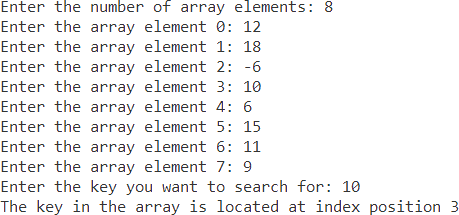 Enter the number of array elements: 8
Enter the array element 0: 12
Enter the array element 1: 18
Enter the array element 2: -6
Enter the array element 3: 10
Enter the array element 4: 6
Enter the array element 5: 15
Enter the array element 6: 11
Enter the array element 7: 9
Enter the key you want to search for: 10
The key in the array is located at index position 3